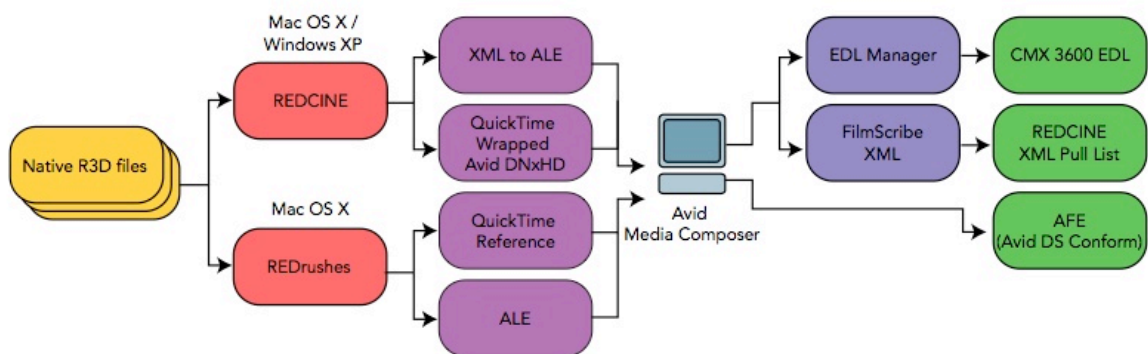 Mac OS X /
Windows XP
REDCINE
XML to ALE
QuickTime
Wrapped
Avid DNxHD
Native R3D files
Mac OS X
REDrushes
QuickTime
Reference
ALE
Avid
Media Composer
EDL Manager
CMX 3600 EDL
FilmScribe
XML
REDCINE
XML Pull List
AFE
(Avid DS Conform)